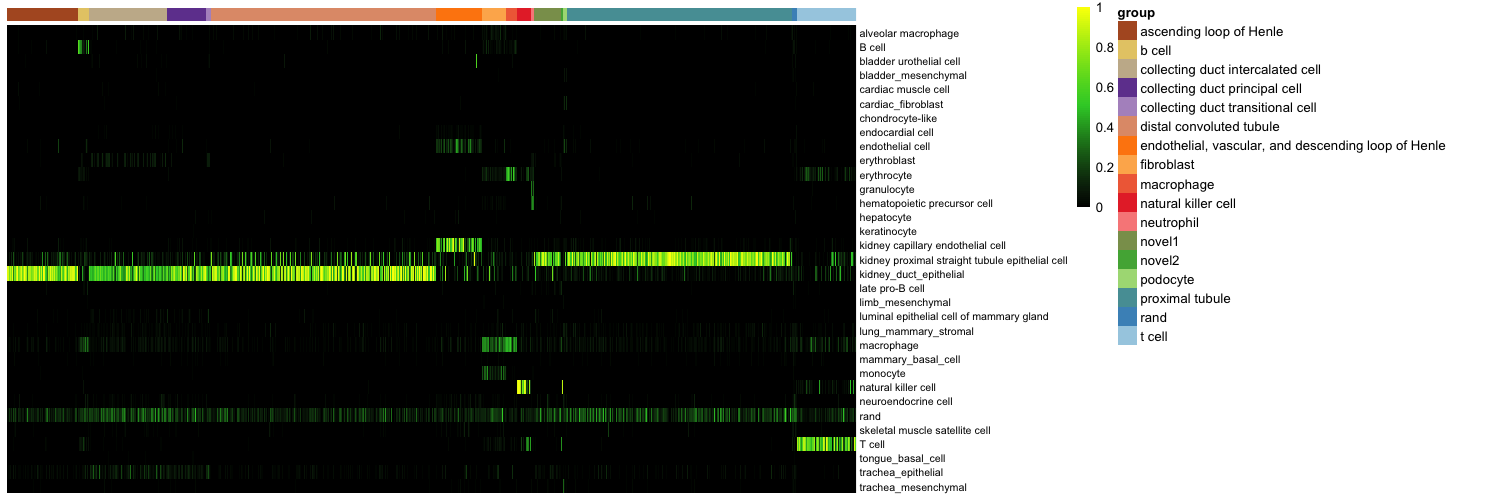 alveolar macrophage
B cell
bladder urothelial cell
bladder_mesenchymal
cardiac muscle cell
cardiac_fibroblast
chondrocyte-like
endocardial cell
endothelial cell
erythroblast
erythrocyte
granulocyte
hematopoietic precursor cell
hepatocyte
keratinocyte
kidney capillary endothelial cell
kidney proximal straight tubule epithelial cell
kidney_duct_epithelial
late pro-B cell
limb_mesenchymal
luminal epithelial cell of mammary gland
lung_mammary_stromal
macrophage
mammary_basal_cell
monocyte
natural killer cell
neuroendocrine cell
rand
skeletal muscle satellite cell
T cell
tongue_basal_cell
trachea_epithelial
trachea_mesenchymal
1
0.8
0.6
0.4
0.2
0
group
ascending loop of Henle
b cell
collecting duct intercalated cell
collecting duct principal cell
collecting duct transitional cell
distal convoluted tubule
endothelial, vascular, and descending loop of Henle
fibroblast
macrophage
natural killer cell
neutrophil
novel1
novel2
podocyte
proximal tubule
rand
t cell